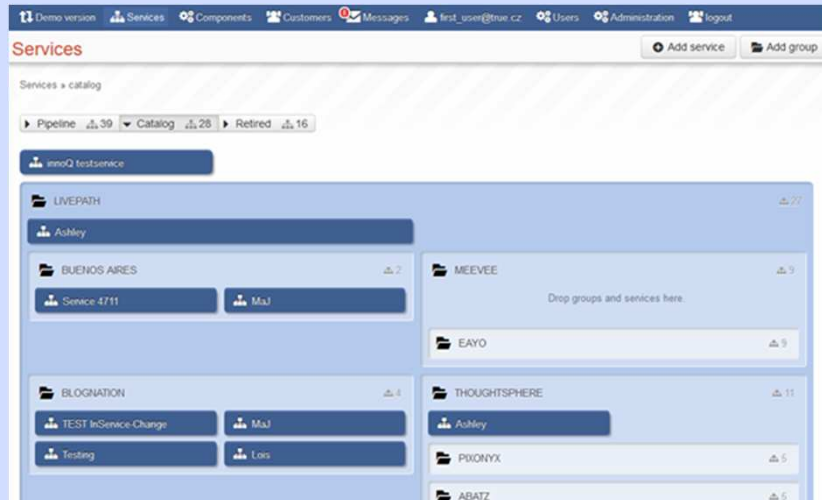 Demo version Services Components Customers 9 Messages first_user@true.cz Users Administration logout
Services Add service Add group
Services » catalog
Pipeline 39 Catalog 28 Retired 16
innoQ testservice
LIVEPATH 27
Ashley
BUENOS AIRES 2 MEEVEE 9
Service 4711 MaJ Drop groups and services here.
EAYO 9
BLOGNATION 4 THOUGHTSPHERE 11
TEST InService-Change MaJ Ashley
Testing Lois PIXONYX 5
ABATZ 5